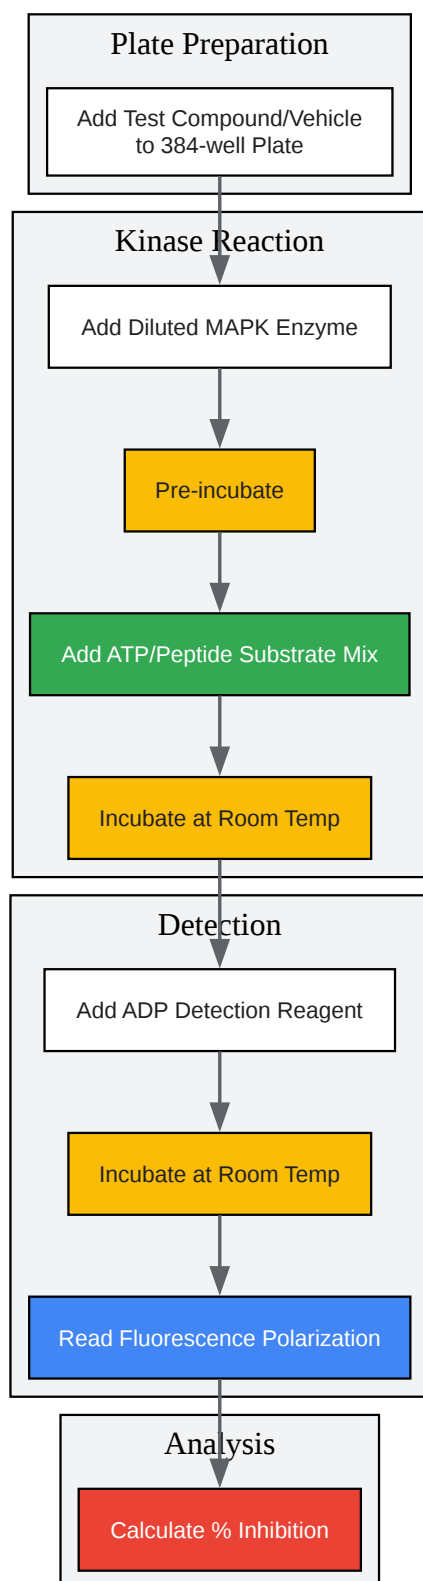 Plate Preparation
Add Test Compound/Vehicle
to 384-well Plate
Kinase Reaction
Add Diluted MAPK Enzyme
Pre-incubate
Add ATP/Peptide Substrate Mix
Incubate at Room Temp
Detection
Add ADP Detection Reagent
Incubate at Room Temp
Read Fluorescence Polarization
Analysis
Calculate % Inhibition